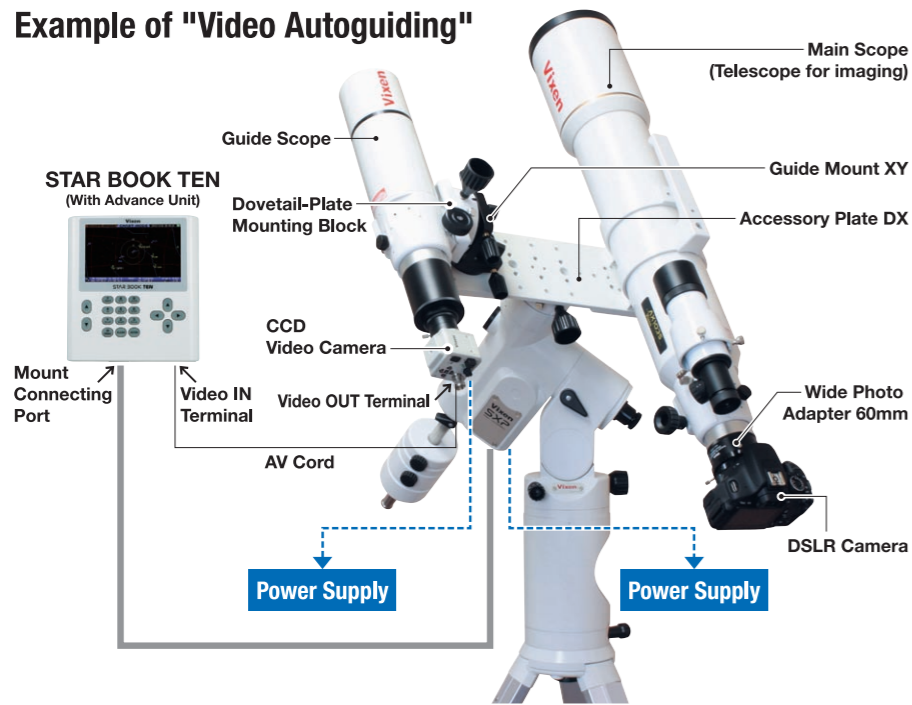 Example of "Video Autoguiding"
Main Scope
(Telescope for imaging)
Vixen
Vixen
Guide Scope
Guide Mount XY
STAR BOOK TEN
(With Advance Unit)
Dovetail-Plate
Mounting Block
Accessory Plate DX
Vixen
STAR BOOK TEN
CCD
Video Camera
Mount
Connecting
Port
Video IN
Terminal
Video OUT Terminal
Wide Photo
Adapter 60mm
Vixen
SXP
AV Cord
Vixen
DSLR Camera
Power Supply
Power Supply